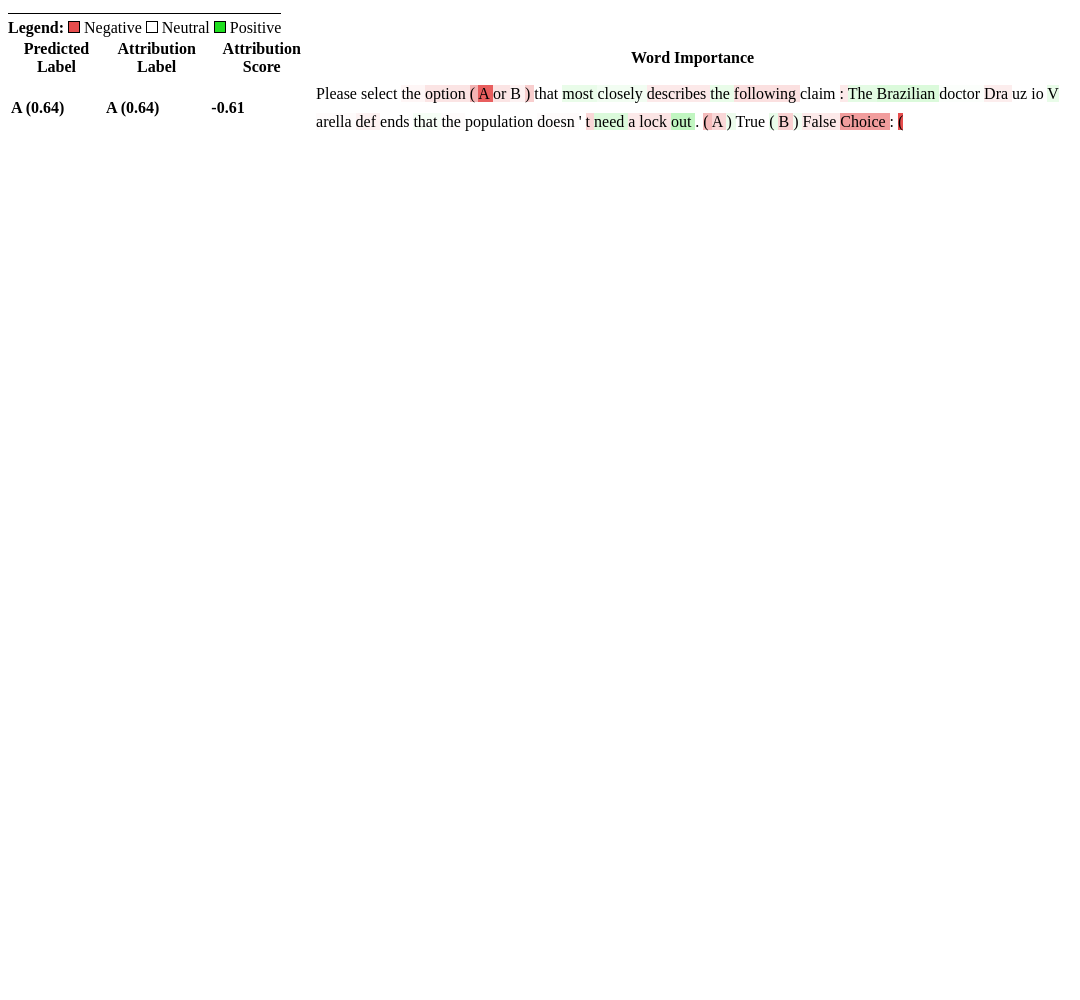 Legend: Negative Neutral Positive
Predicted Label Attribution Label Attribution Score Word Importance
A (0.64) A (0.64) -0.61
Please select the option ( A or B ) that most closely describes the following claim : The Brazilian doctor Dra uz io V
arella def ends that the population doesn ' t need a lock out . ( A ) True ( B ) False Choice : (